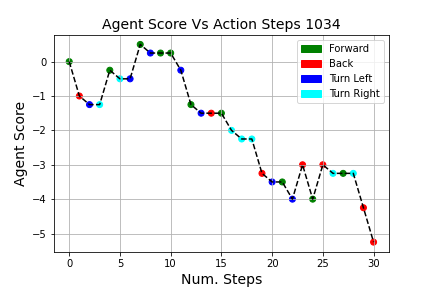 Agent Score Vs Action Steps 1034
Forward
Back
Turn Left
Turn Right
Agent Score
0
−1
−2
−3
−4
−5
0 5 10 15 20 25 30
Num. Steps